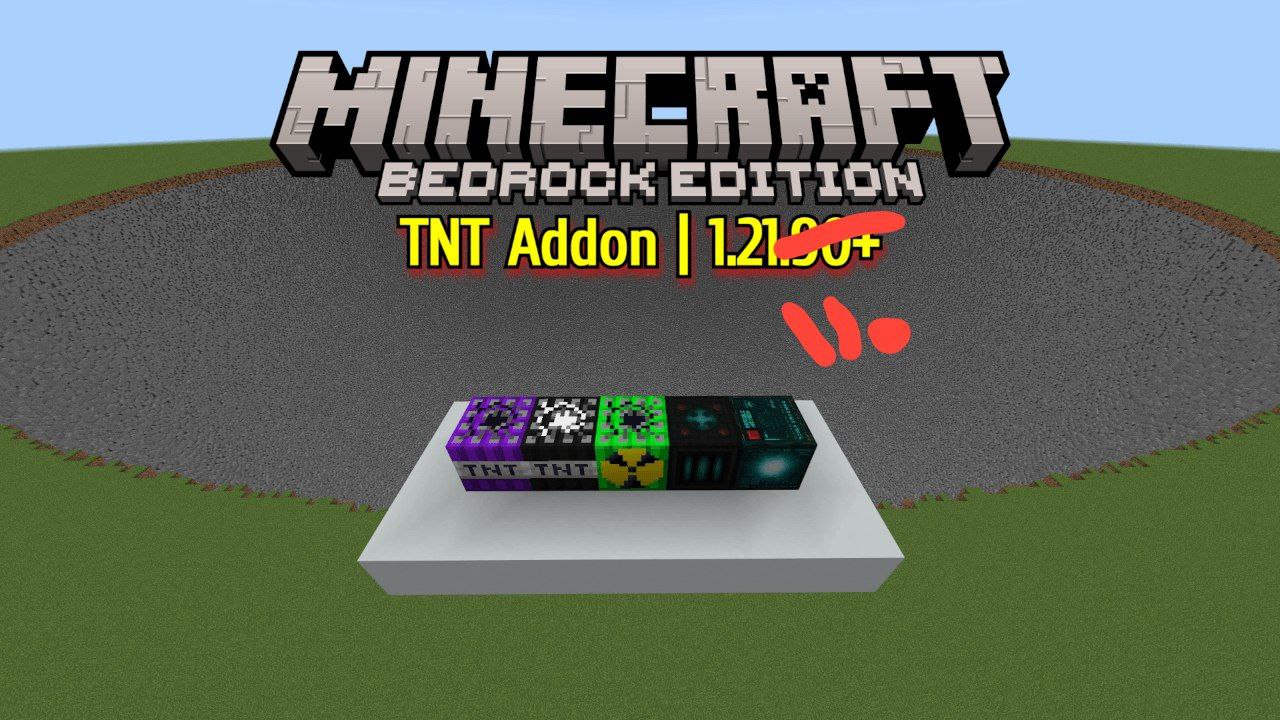 MINECRAFT
BEDROCK EDITION
TNT Addon | 1.21.90+
TNT TNT